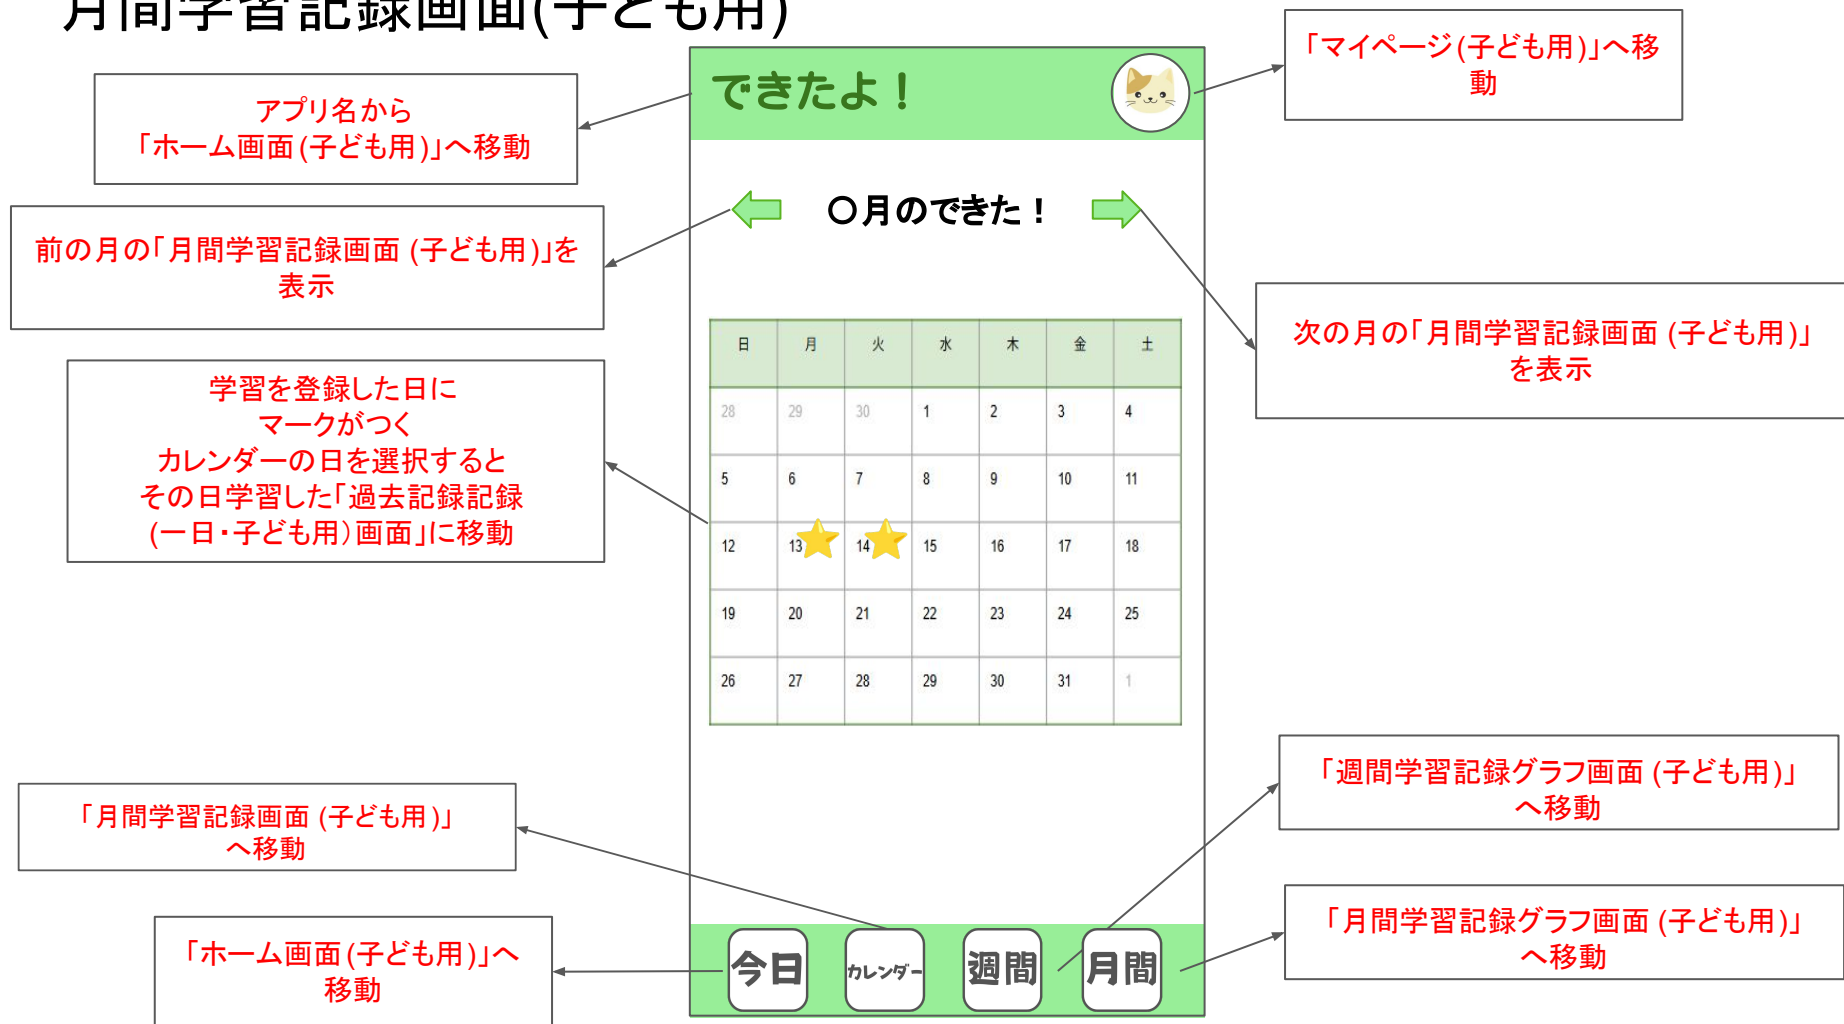 月間学習記録画面(子ども用)
できたよ！
「マイページ(子ども用)」へ移
動
アプリ名から
「ホーム画面(子ども用)」へ移動
〇月のできた！
前の月の「月間学習記録画面 (子ども用)」を
表示
次の月の「月間学習記録画面 (子ども用)」
を表示
学習を登録した日に
マークがつく
カレンダーの日を選択すると
その日学習した「過去記録記録
(一日・子ども用）画面」に移動
日 月 火 水 木 金 土
28 29 30 1 2 3 4
5 6 7 8 9 10 11
12 13 14 15 16 17 18
19 20 21 22 23 24 25
26 27 28 29 30 31 1
「月間学習記録画面 (子ども用)」
へ移動
「週間学習記録グラフ画面 (子ども用)」
へ移動
「ホーム画面(子ども用)」へ
移動
「月間学習記録グラフ画面 (子ども用)」
へ移動
今日 カレンダー 週間 月間